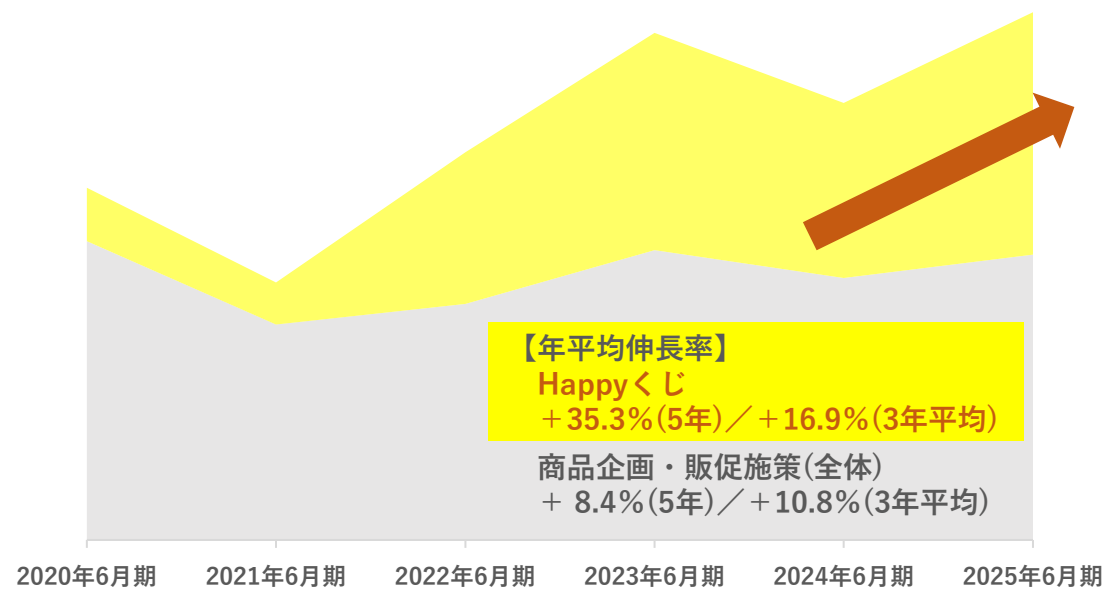 【年平均伸長率】
Happyくじ
＋35.3％(5年)／＋16.9％(3年平均)
商品企画・販促施策(全体)
＋ 8.4％(5年)／＋10.8％(3年平均)
2020年6月期 2021年6月期 2022年6月期 2023年6月期 2024年6月期 2025年6月期